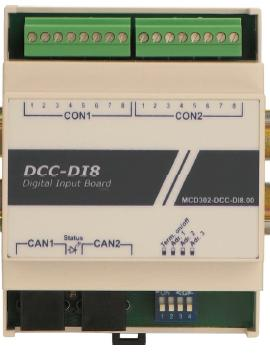 1 2 3 4 5 6 7 8
CON1
1 2 3 4 5 6 7 8
CON2
DCC-DI8
Digital Input Board
MCD302-DCC-DI8.00
CAN1
Status
CAN2
Term. on/off
Adr. 1
Adr. 2
Adr. 3
ON
1 2 3 4